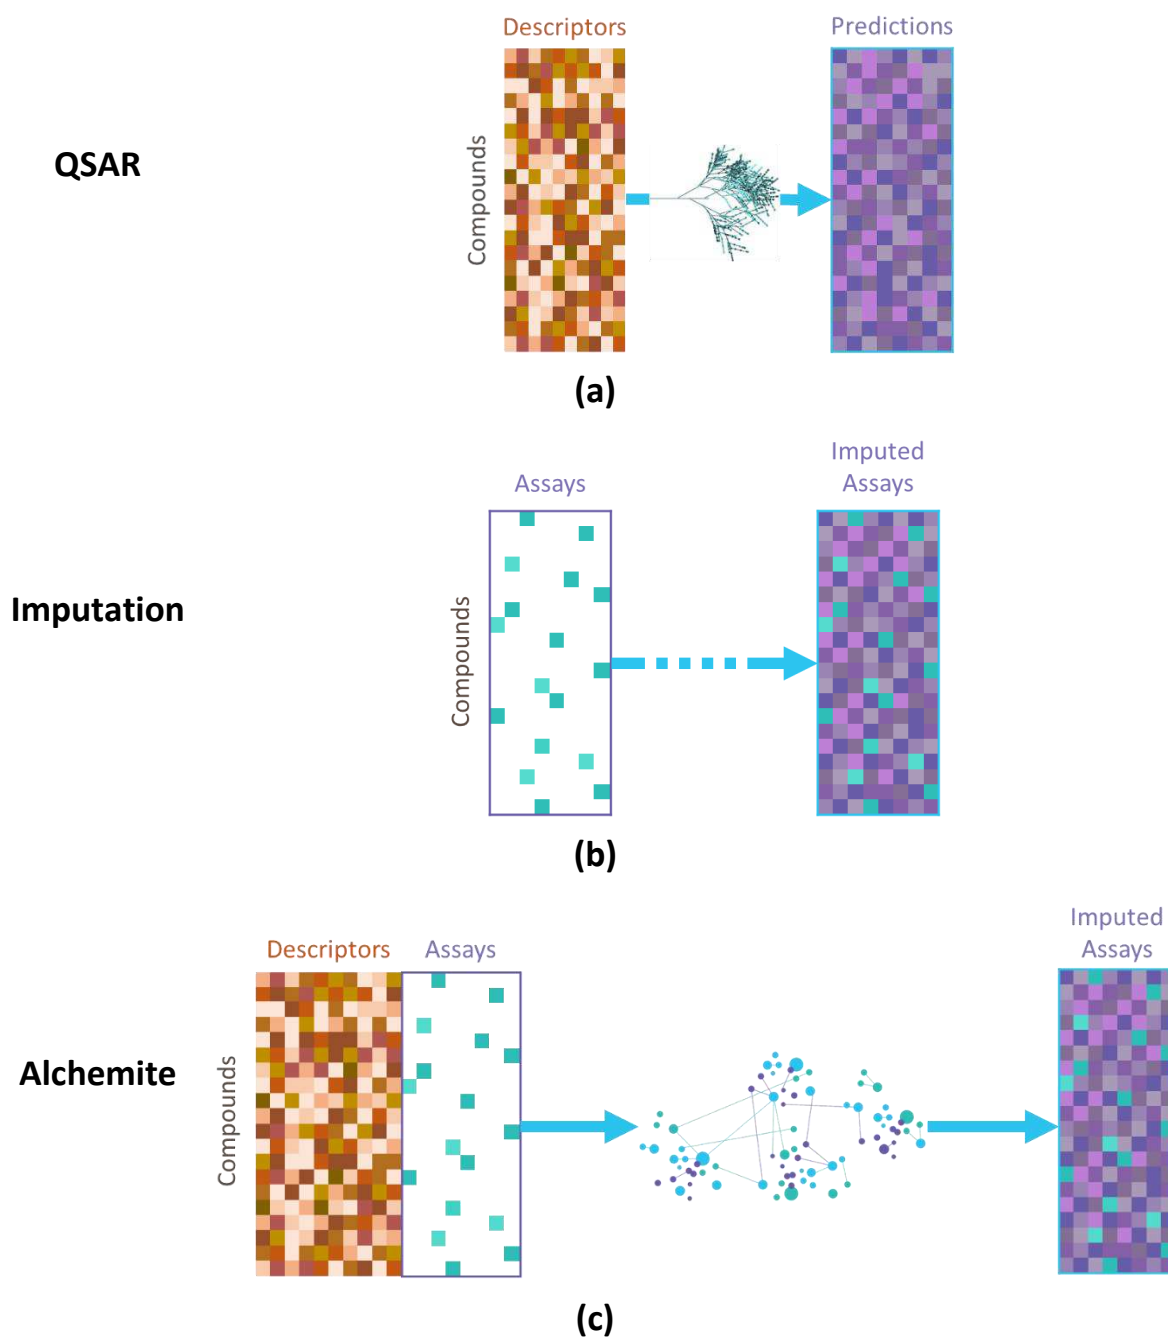 Descriptors
Predictions
QSAR
Compounds
(a)
Imputed
Assays
Assays
Imputation
Compounds
(b)
Imputed
Assays
Descriptors
Assays
Alchemite
Compounds
(c)